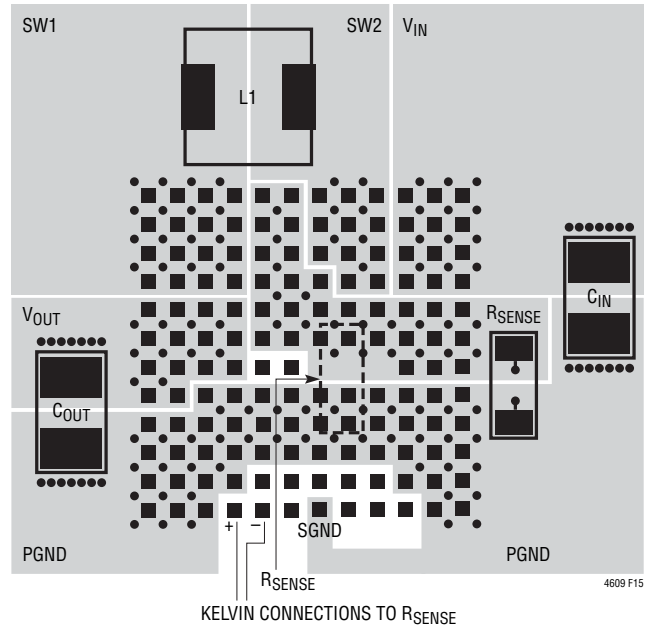 SW1
SW2
VIN
L1
VOUT
RSENSE
CIN
COUT
+ −
SGND
PGND
PGND
RSENSE
4609 F15
KELVIN CONNECTIONS TO RSENSE